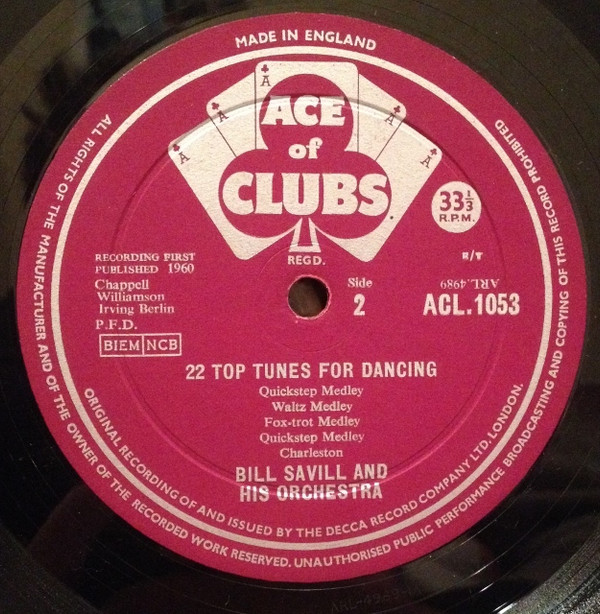 MADE IN ENGLAND
A
A
A
A
A
ACE
of
CLUBS
REGD.
33⅓
R.P.M.
RECORDING FIRST
PUBLISHED 1960
Chappell
Williamson
Irving Berlin
P.F.D.
BIEM NCB
Side
2
R/T
ARL.4989
ACL.1053
22 TOP TUNES FOR DANCING
Quickstep Medley
Waltz Medley
Fox-trot Medley
Quickstep Medley
Charleston
BILL SAVILL AND
HIS ORCHESTRA
ORIGINAL RECORDING OF AND ISSUED BY THE DECCA RECORD COMPANY LTD. LONDON.
ALL RIGHTS OF THE MANUFACTURER AND OF THE OWNER OF THE RECORDED WORK RESERVED. UNAUTHORISED PUBLIC PERFORMANCE BROADCASTING AND COPYING OF THIS RECORD PROHIBITED